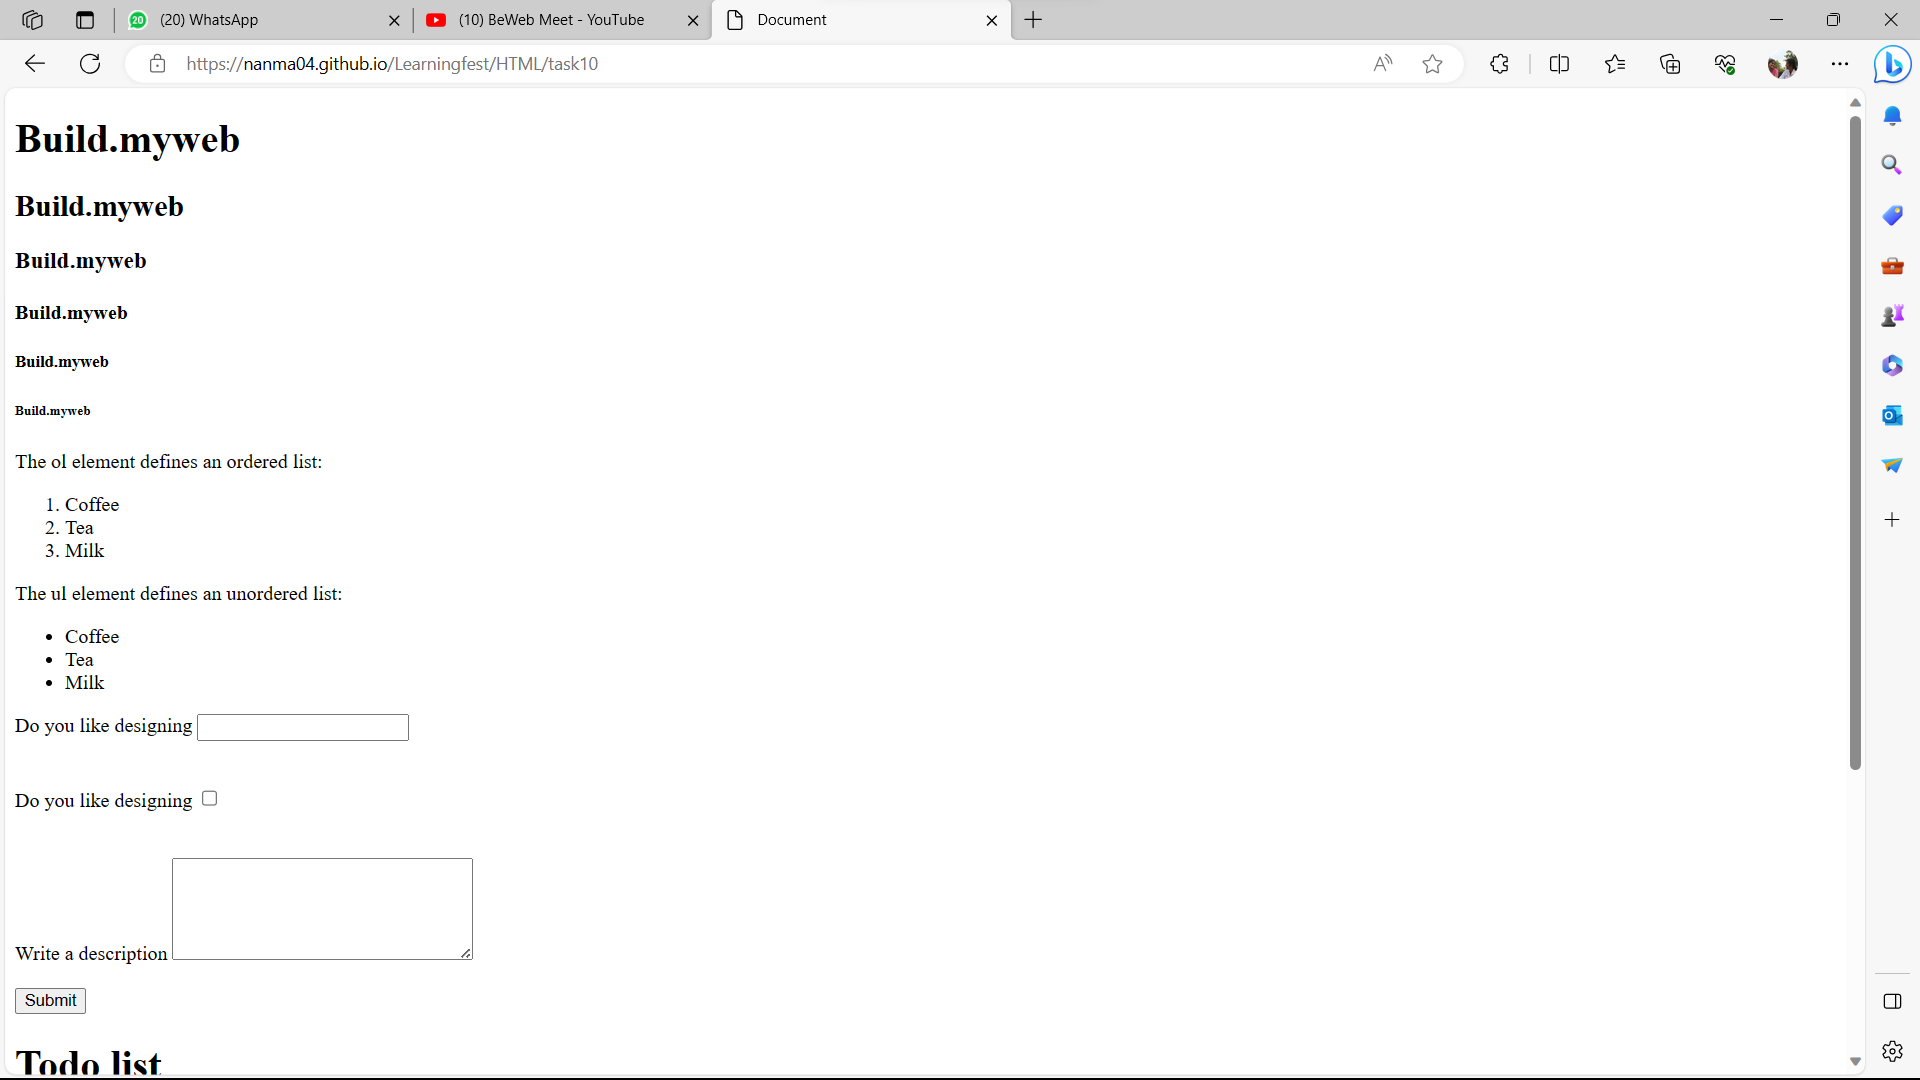 20 (20) WhatsApp
(10) BeWeb Meet - YouTube
Document
https://nanma04.github.io/Learningfest/HTML/task10
Build.myweb
Build.myweb
Build.myweb
Build.myweb
Build.myweb
Build.myweb
The ol element defines an ordered list:
1. Coffee
2. Tea
3. Milk
The ul element defines an unordered list:
• Coffee
• Tea
• Milk
Do you like designing
Do you like designing
Write a description
Submit
Todo list